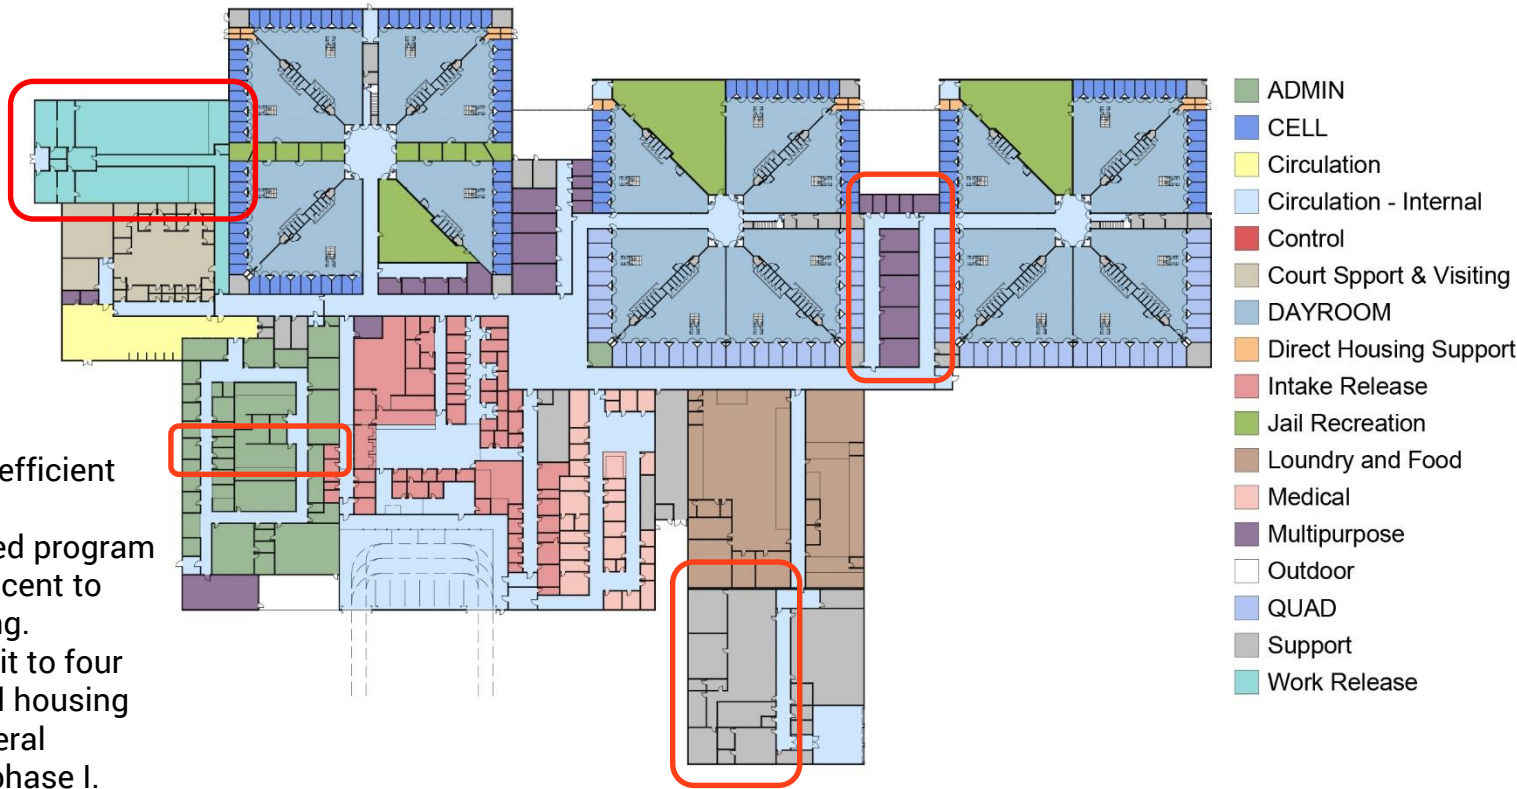 ADMIN
CELL
Circulation
Circulation - Internal
Control
Court Spport & Visiting
DAYROOM
Direct Housing Support
Intake Release
Jail Recreation
Loundry and Food
Medical
Multipurpose
Outdoor
QUAD
Support
Work Release
efficient
ed program
cent to
ng.
it to four
d housing
eral
phase I.